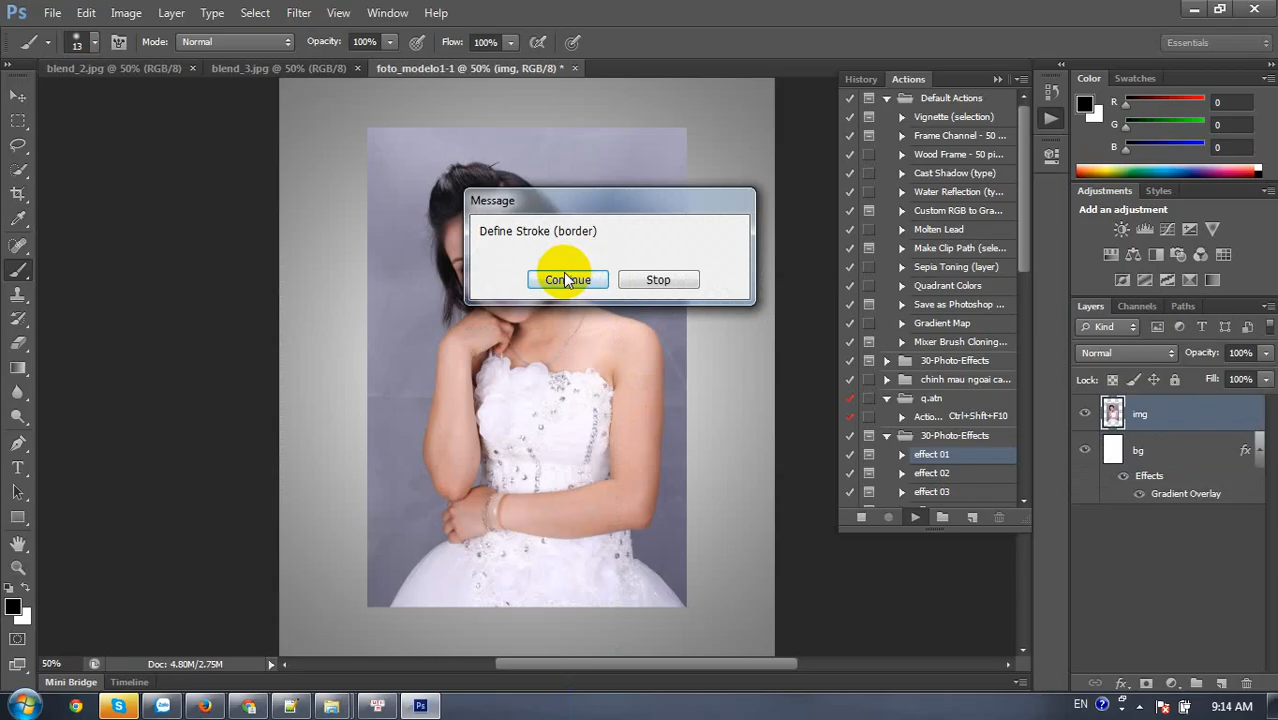 Ps File Edit Image Layer Type Select Filter View Window Help
13 Mode: Normal Opacity: 100% Flow: 100% Essentials
blend_2.jpg @ 50% (RGB/8) × blend_3.jpg @ 50% (RGB/8) × foto_modelo1-1 @ 50% (img, RGB/8) * ×
History Actions
Default Actions
Vignette (selection)
Frame Channel - 50 ...
Wood Frame - 50 pi...
Cast Shadow (type)
Water Reflection (ty...
Custom RGB to Gra...
Molten Lead
Make Clip Path (sele...
Sepia Toning (layer)
Quadrant Colors
Save as Photoshop ...
Gradient Map
Mixer Brush Cloning...
30-Photo-Effects
chinh mau ngoai ca...
q.atn
Actio... Ctrl+Shft+F10
30-Photo-Effects
effect 01
effect 02
effect 03
Message
Define Stroke (border)
Continue Stop
Color Swatches
R 0
G 0
B 0
Adjustments Styles
Add an adjustment
Layers Channels Paths
Kind
Normal Opacity: 100%
Lock: Fill: 100%
img
bg fx
Effects
Gradient Overlay
50% Doc: 4.80M/2.75M
Mini Bridge Timeline
Ps EN 9:14 AM